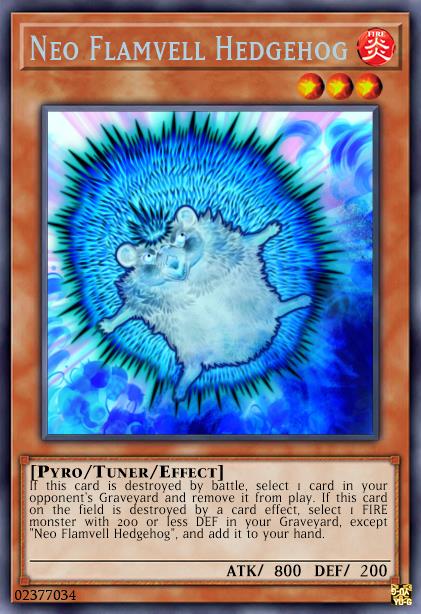 NEO FLAMVELL HEDGEHOG
FIRE
炎
[PYRO/TUNER/EFFECT]
If this card is destroyed by battle, select 1 card in your
opponent's Graveyard and remove it from play. If this card
on the field is destroyed by a card effect, select 1 FIRE
monster with 200 or less DEF in your Graveyard, except
"Neo Flamvell Hedgehog", and add it to your hand.
ATK/ 800 DEF/ 200
02377034